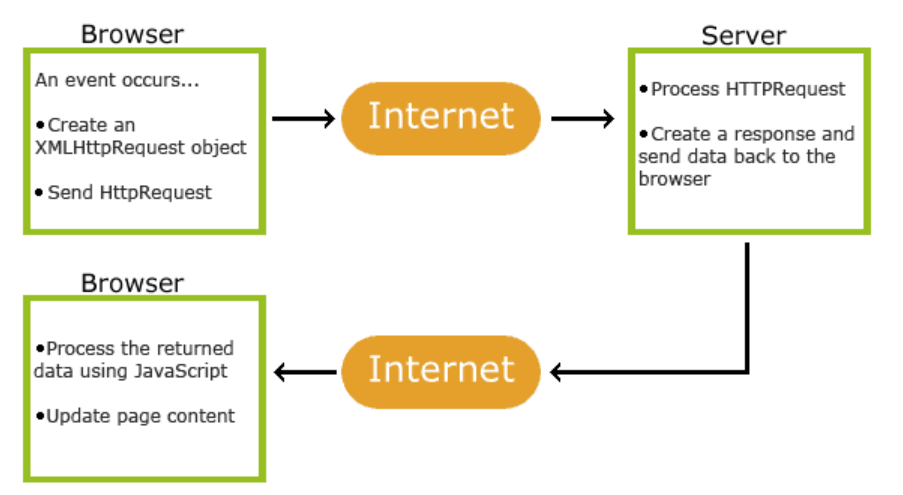 Browser
An event occurs...
•Create an
XMLHttpRequest object
• Send HttpRequest
Internet
Server
•Process HTTPRequest
•Create a response and
send data back to the
browser
Browser
•Process the returned
data using JavaScript
•Update page content
Internet